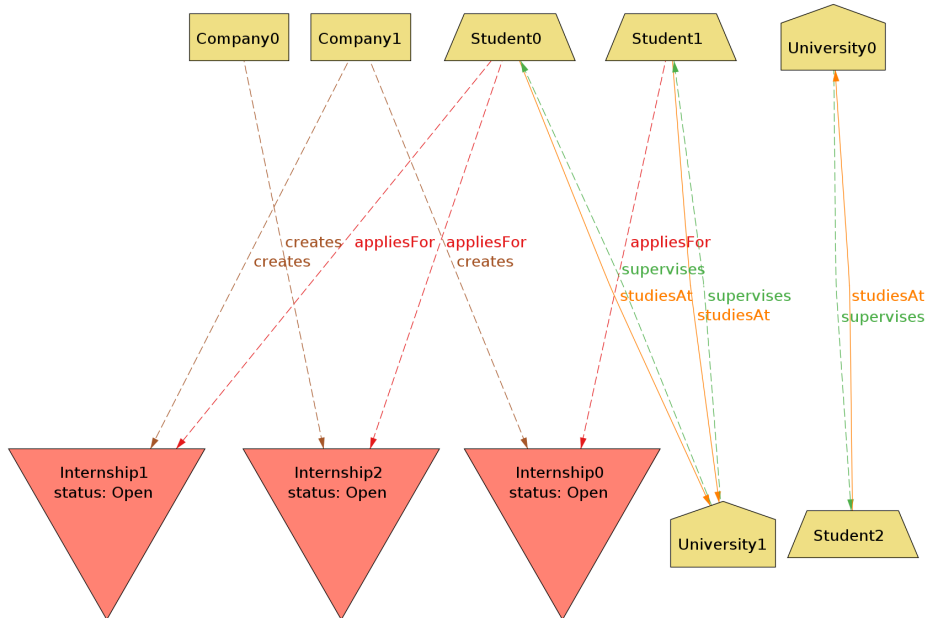 Company0
Company1
Student0
Student1
University0
creates
appliesFor
appliesFor
appliesFor
creates
creates
supervises
studiesAt
supervises
studiesAt
studiesAt
supervises
Internship1
status: Open
Internship2
status: Open
Internship0
status: Open
University1
Student2